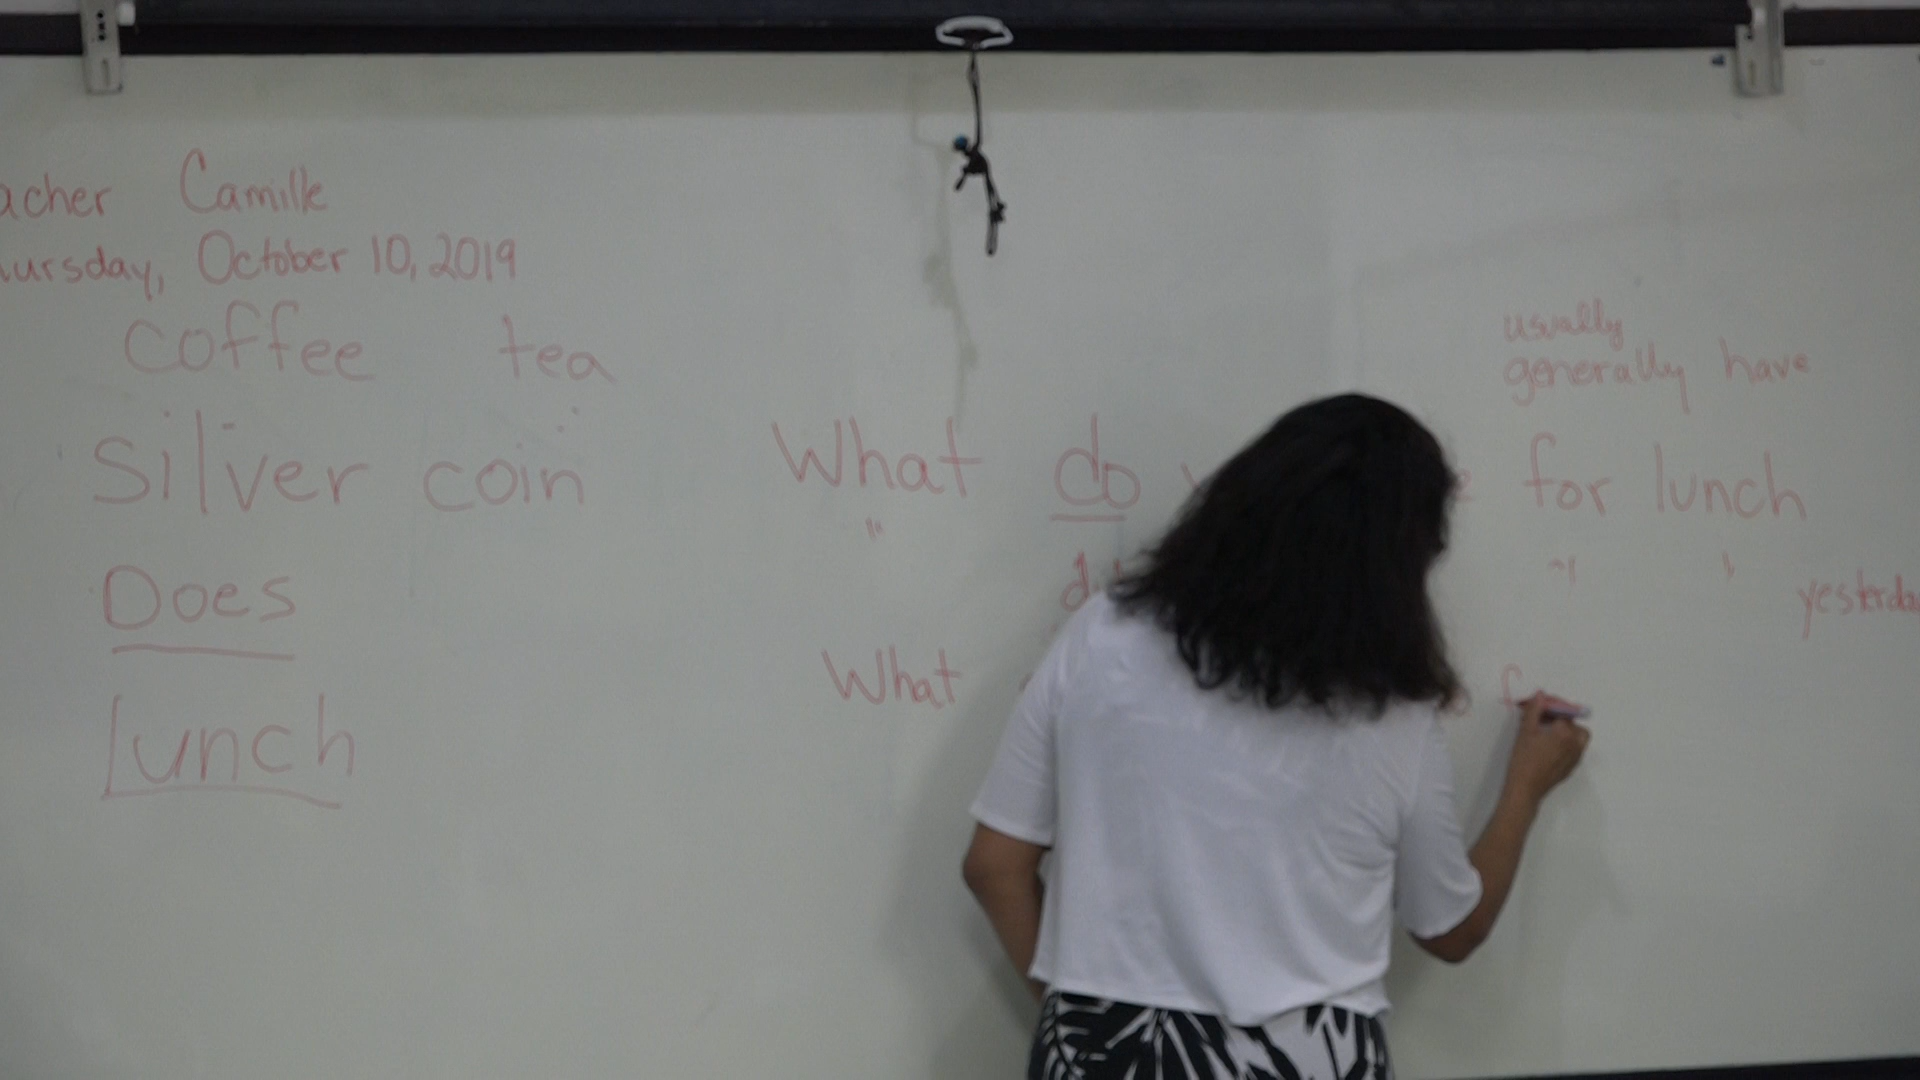 acher Camille
hursday, October 10, 2019
coffee tea
Silver coin
Does
lunch
usually
generally have
What do for lunch
" "
yesterda
What